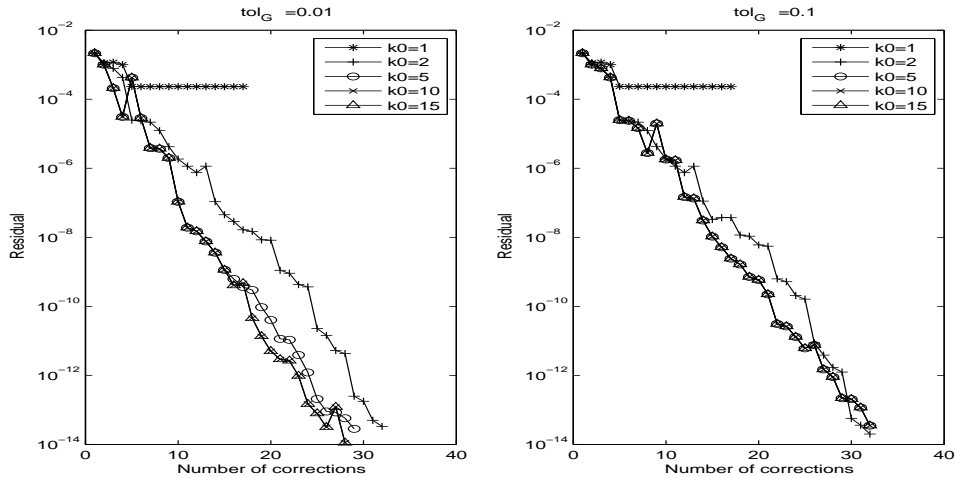 tol_G =0.01
10^−2
10^−4
10^−6
10^−8
10^−10
10^−12
10^−14
Residual
k0=1
k0=2
k0=5
k0=10
k0=15
0 10 20 30 40
Number of corrections
tol_G =0.1
10^−2
10^−4
10^−6
10^−8
10^−10
10^−12
10^−14
Residual
k0=1
k0=2
k0=5
k0=10
k0=15
0 10 20 30 40
Number of corrections